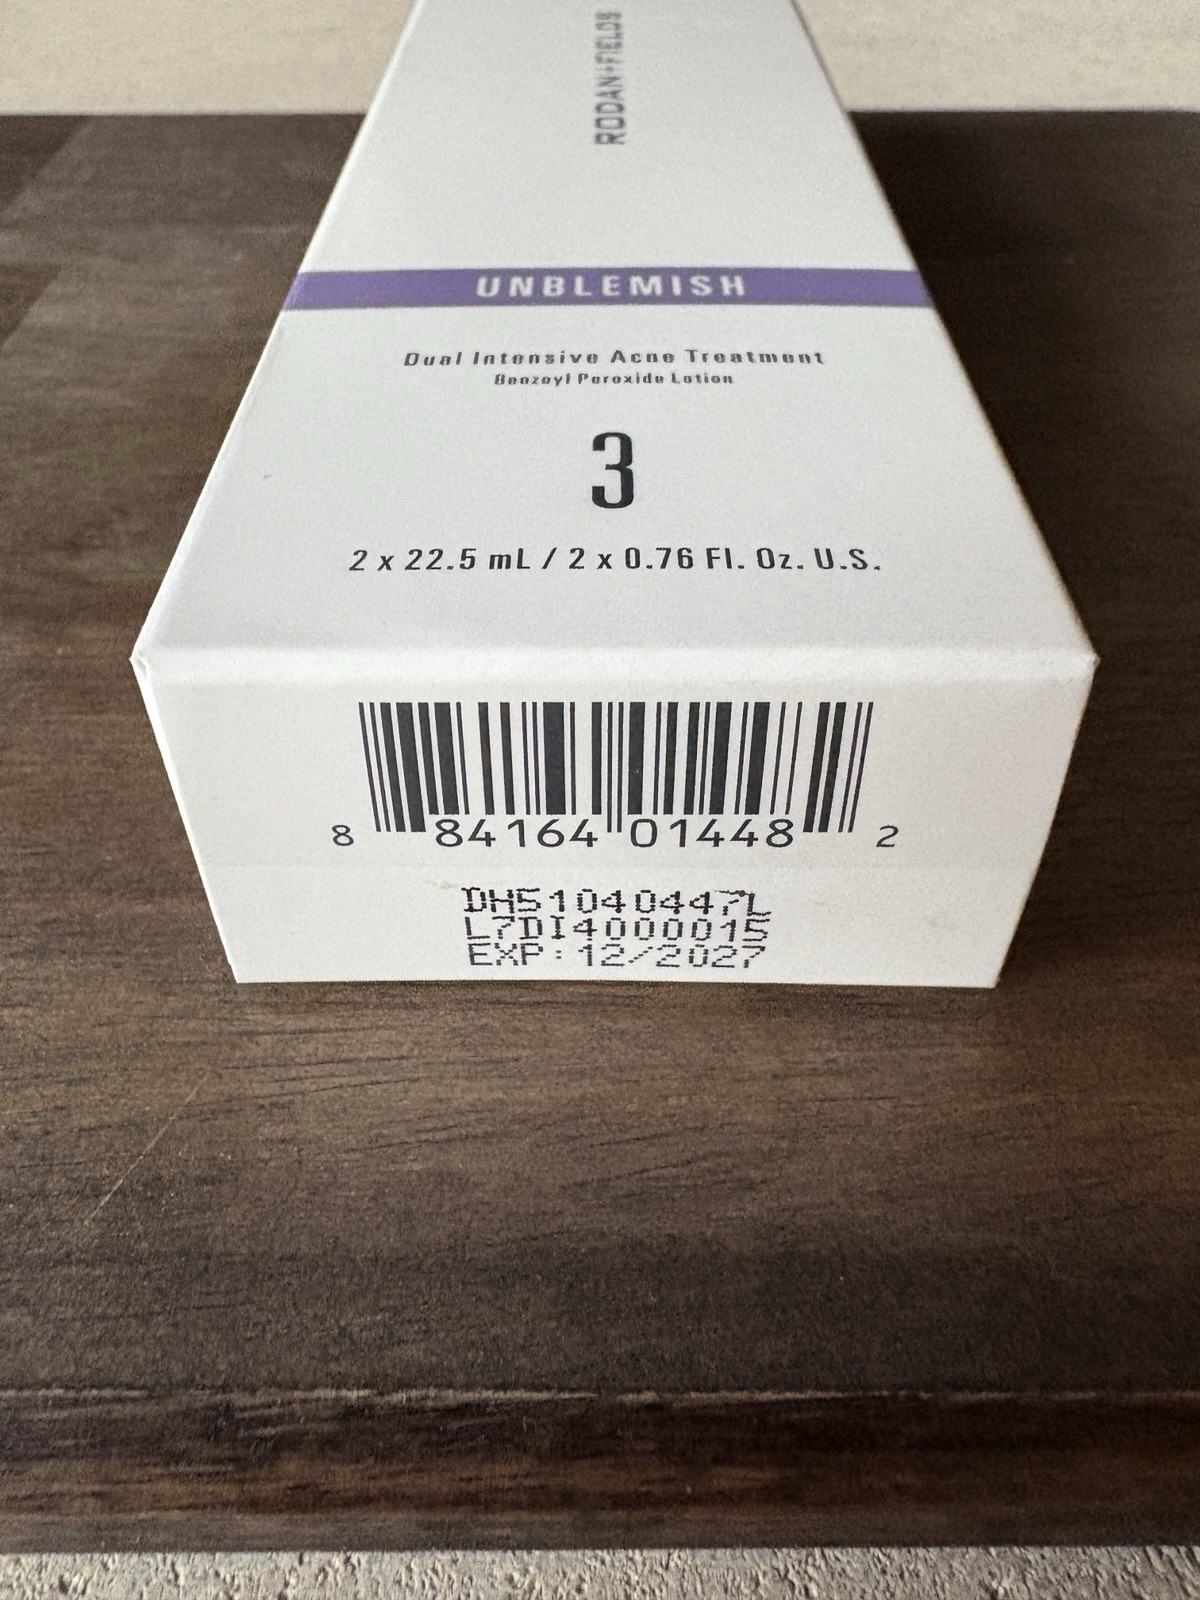 RODAN+FIELDS
UNBLEMISH
Dual Intensive Acne Treatment
Benzoyl Peroxide Lotion
3
2 x 22.5 mL / 2 x 0.76 Fl. Oz. U.S.
8 84164 01448 2
DH51040447L
L7DI4000015
EXP:12/2027